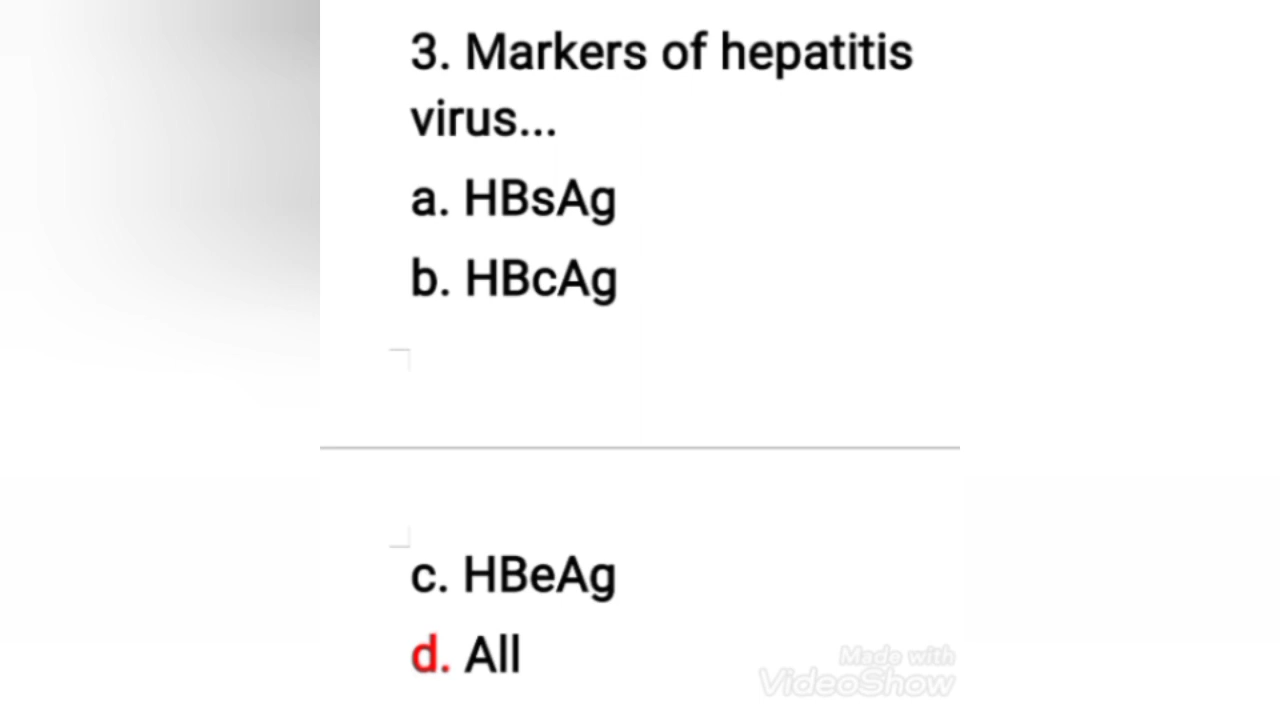 3. Markers of hepatitis
virus...
a. HBsAg
b. HBcAg
c. HBeAg
d. All
Made with
VideoShow